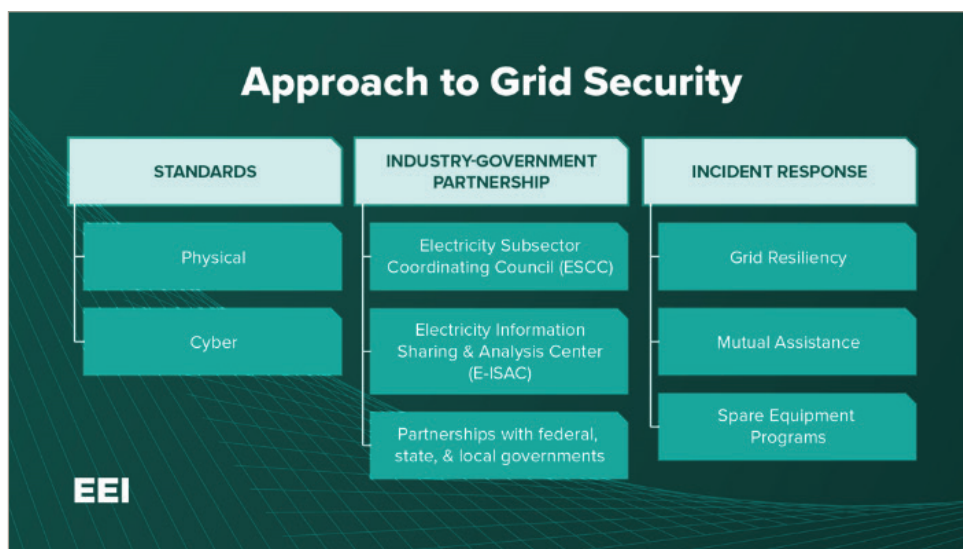 Approach to Grid Security
STANDARDS
Physical
Cyber
INDUSTRY-GOVERNMENT
PARTNERSHIP
Electricity Subsector
Coordinating Council (ESCC)
Electricity Information
Sharing & Analysis Center
(E-ISAC)
Partnerships with federal,
state, & local governments
INCIDENT RESPONSE
Grid Resiliency
Mutual Assistance
Spare Equipment
Programs
EEI